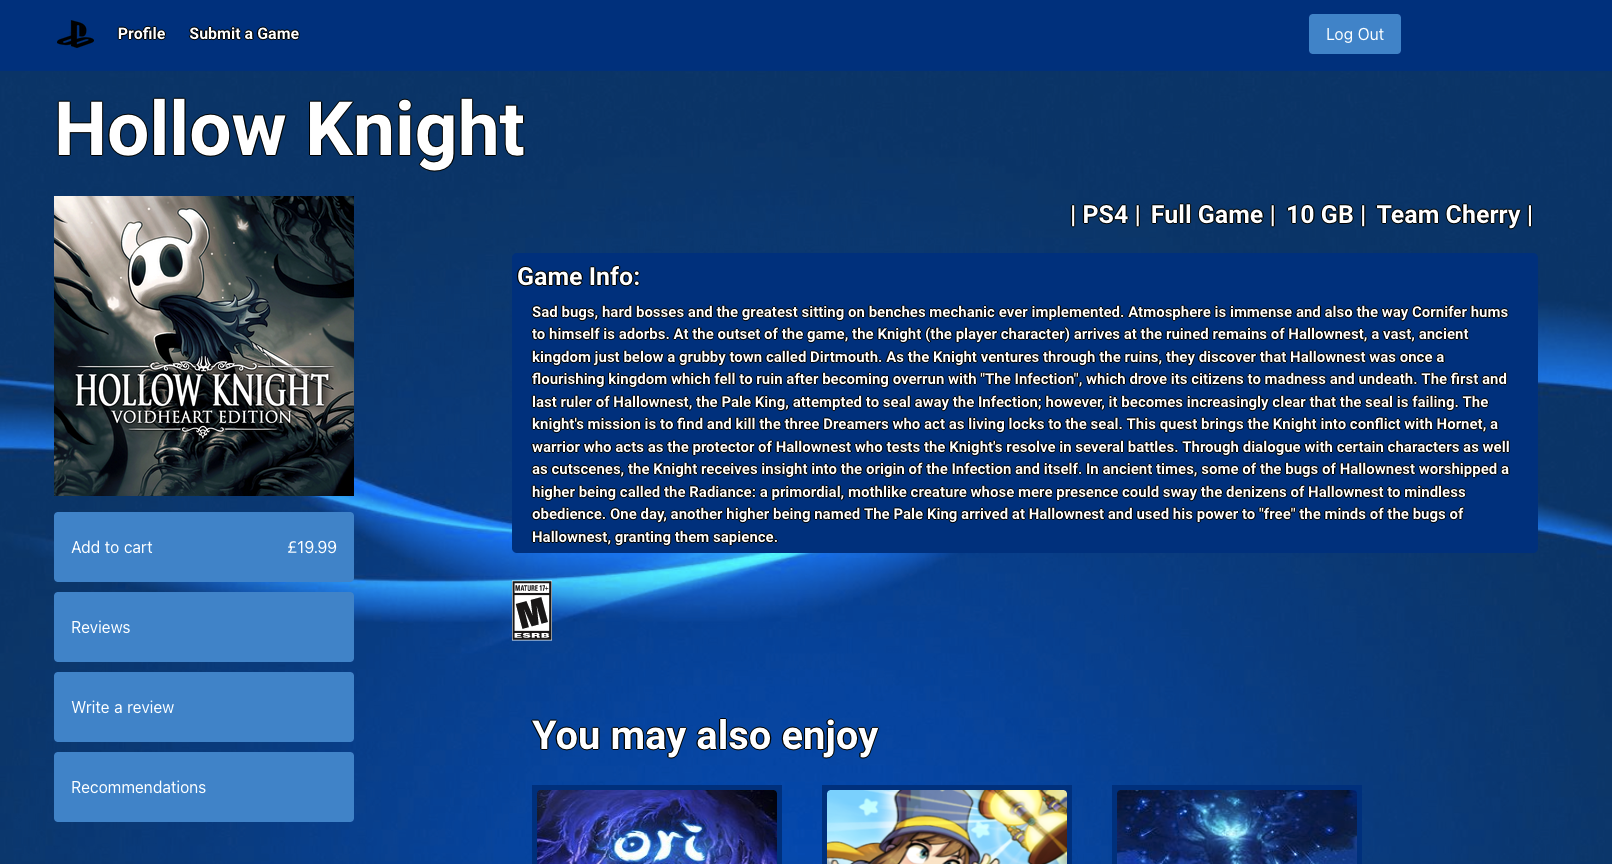 Profile
Submit a Game
Log Out
Hollow Knight
HOLLOW KNIGHT
VOIDHEART EDITION
| PS4 | Full Game | 10 GB | Team Cherry |
Game Info:
Sad bugs, hard bosses and the greatest sitting on benches mechanic ever implemented. Atmosphere is immense and also the way Cornifer hums
to himself is adorbs. At the outset of the game, the Knight (the player character) arrives at the ruined remains of Hallownest, a vast, ancient
kingdom just below a grubby town called Dirtmouth. As the Knight ventures through the ruins, they discover that Hallownest was once a
flourishing kingdom which fell to ruin after becoming overrun with "The Infection", which drove its citizens to madness and undeath. The first and
last ruler of Hallownest, the Pale King, attempted to seal away the Infection; however, it becomes increasingly clear that the seal is failing. The
knight's mission is to find and kill the three Dreamers who act as living locks to the seal. This quest brings the Knight into conflict with Hornet, a
warrior who acts as the protector of Hallownest who tests the Knight's resolve in several battles. Through dialogue with certain characters as well
as cutscenes, the Knight receives insight into the origin of the Infection and itself. In ancient times, some of the bugs of Hallownest worshipped a
higher being called the Radiance: a primordial, mothlike creature whose mere presence could sway the denizens of Hallownest to mindless
obedience. One day, another higher being named The Pale King arrived at Hallownest and used his power to "free" the minds of the bugs of
Hallownest, granting them sapience.
Add to cart £19.99
Reviews
Write a review
Recommendations
MATURE 17+
M
ESRB
You may also enjoy
ori